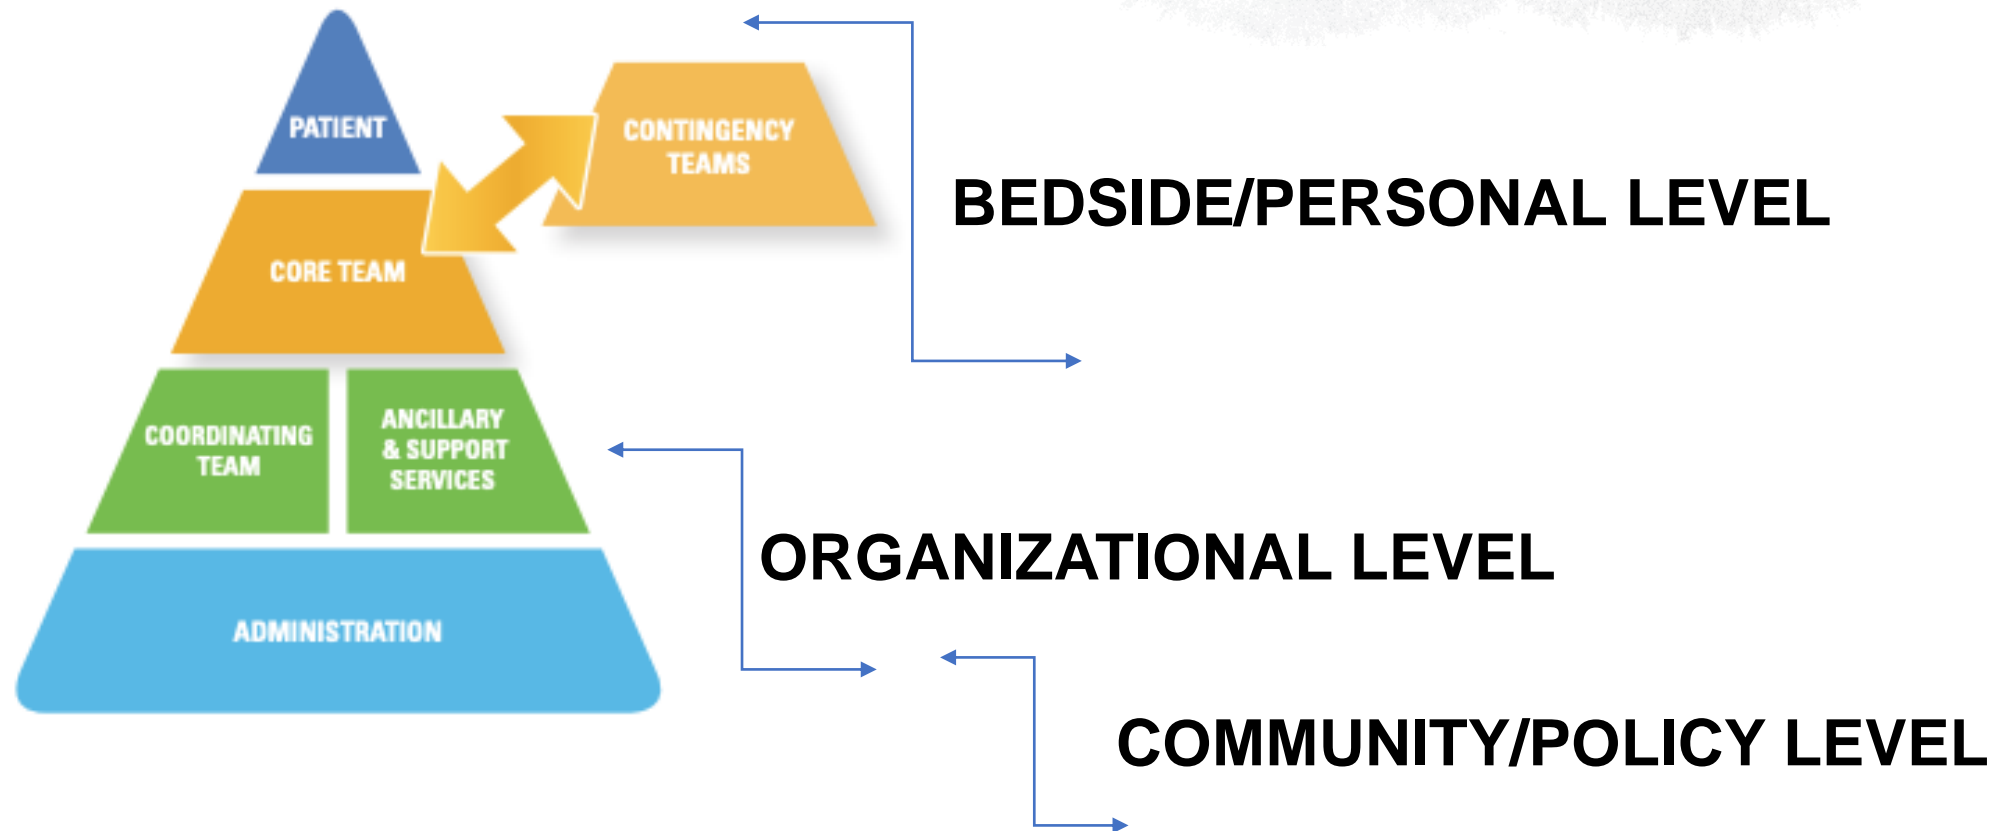 PATIENT
CONTINGENCY
TEAMS
BEDSIDE/PERSONAL LEVEL
CORE TEAM
COORDINATING
TEAM
ANCILLARY
& SUPPORT
SERVICES
ORGANIZATIONAL LEVEL
ADMINISTRATION
COMMUNITY/POLICY LEVEL